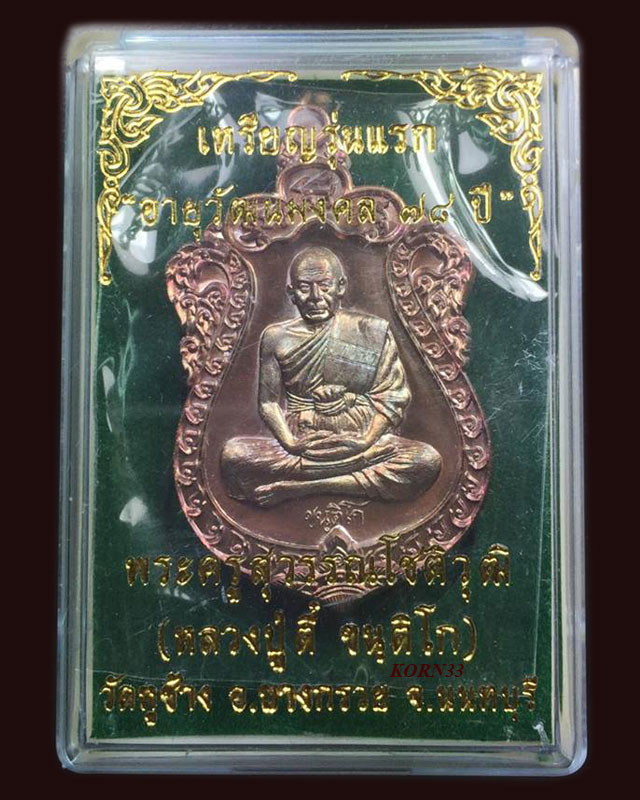 เหรียญรุ่นแรก
"อายุวัฒนมงคล ๗๘ ปี"
ขนฺติโก
พระครูสุวรรณโชติวุฒิ
(หลวงปู่ตี๋ ขนฺติโก)
KORN33
วัดหูช้าง อ.บางกรวย จ.นนทบุรี